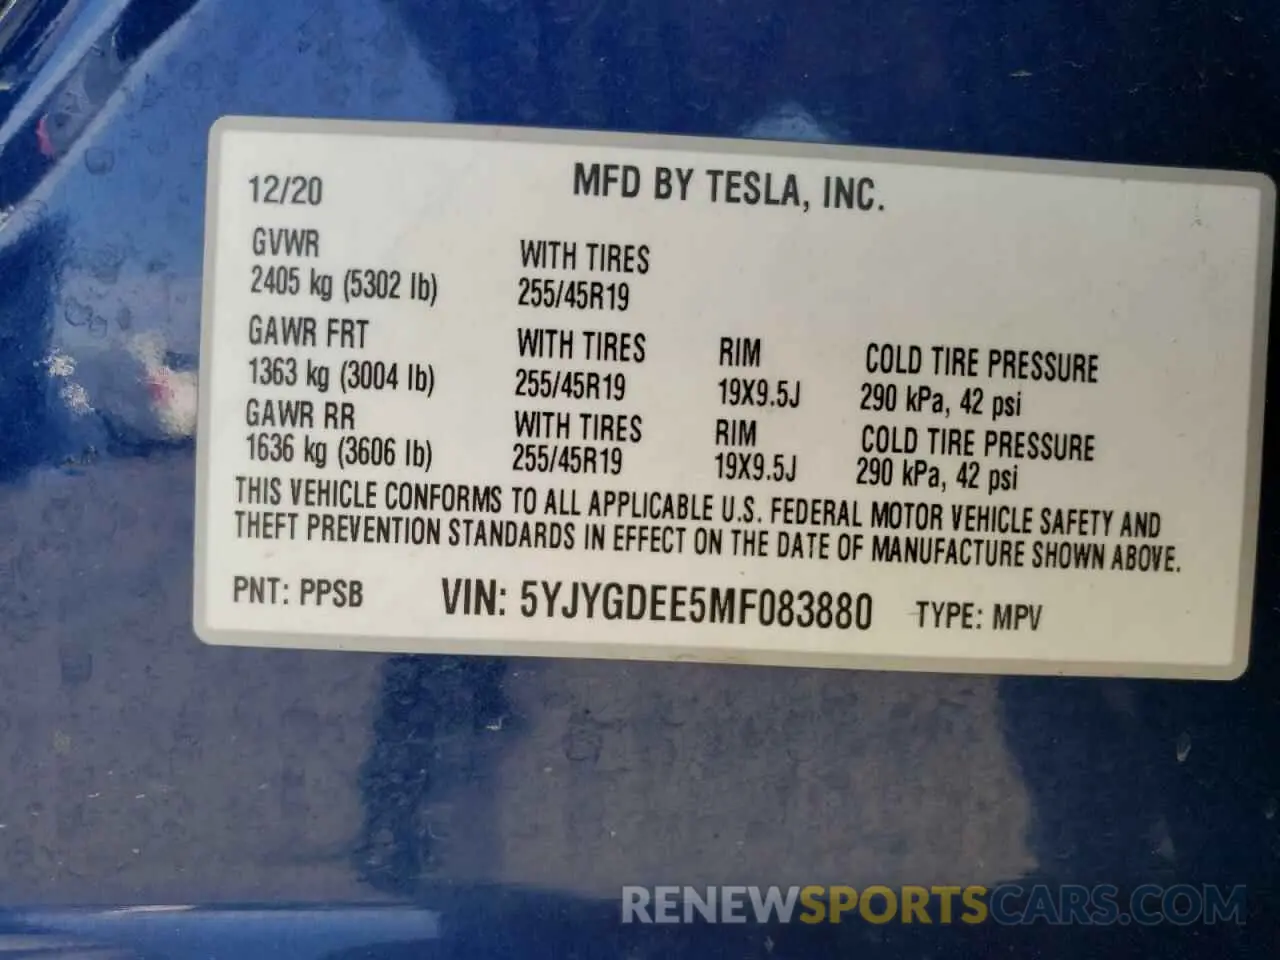 12/20 MFD BY TESLA, INC.
GVWR WITH TIRES
2405 kg (5302 lb) 255/45R19
GAWR FRT WITH TIRES RIM COLD TIRE PRESSURE
1363 kg (3004 lb) 255/45R19 19X9.5J 290 kPa, 42 psi
GAWR RR WITH TIRES RIM COLD TIRE PRESSURE
1636 kg (3606 lb) 255/45R19 19X9.5J 290 kPa, 42 psi
THIS VEHICLE CONFORMS TO ALL APPLICABLE U.S. FEDERAL MOTOR VEHICLE SAFETY AND
THEFT PREVENTION STANDARDS IN EFFECT ON THE DATE OF MANUFACTURE SHOWN ABOVE.
PNT: PPSB VIN: 5YJYGDEE5MF083880 TYPE: MPV
RENEWSPORTSCARS.COM